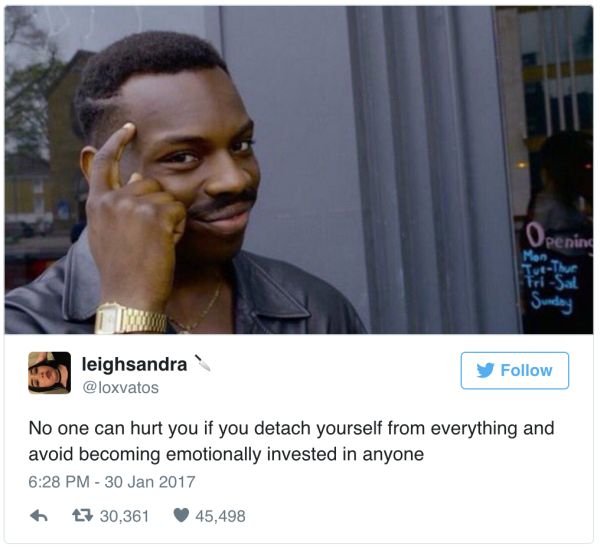 Opening
Mon
Tue-Thur
Fri-Sat
Sunday
leighsandra
@loxvatos
Follow
No one can hurt you if you detach yourself from everything and
avoid becoming emotionally invested in anyone
6:28 PM - 30 Jan 2017
30,361 45,498